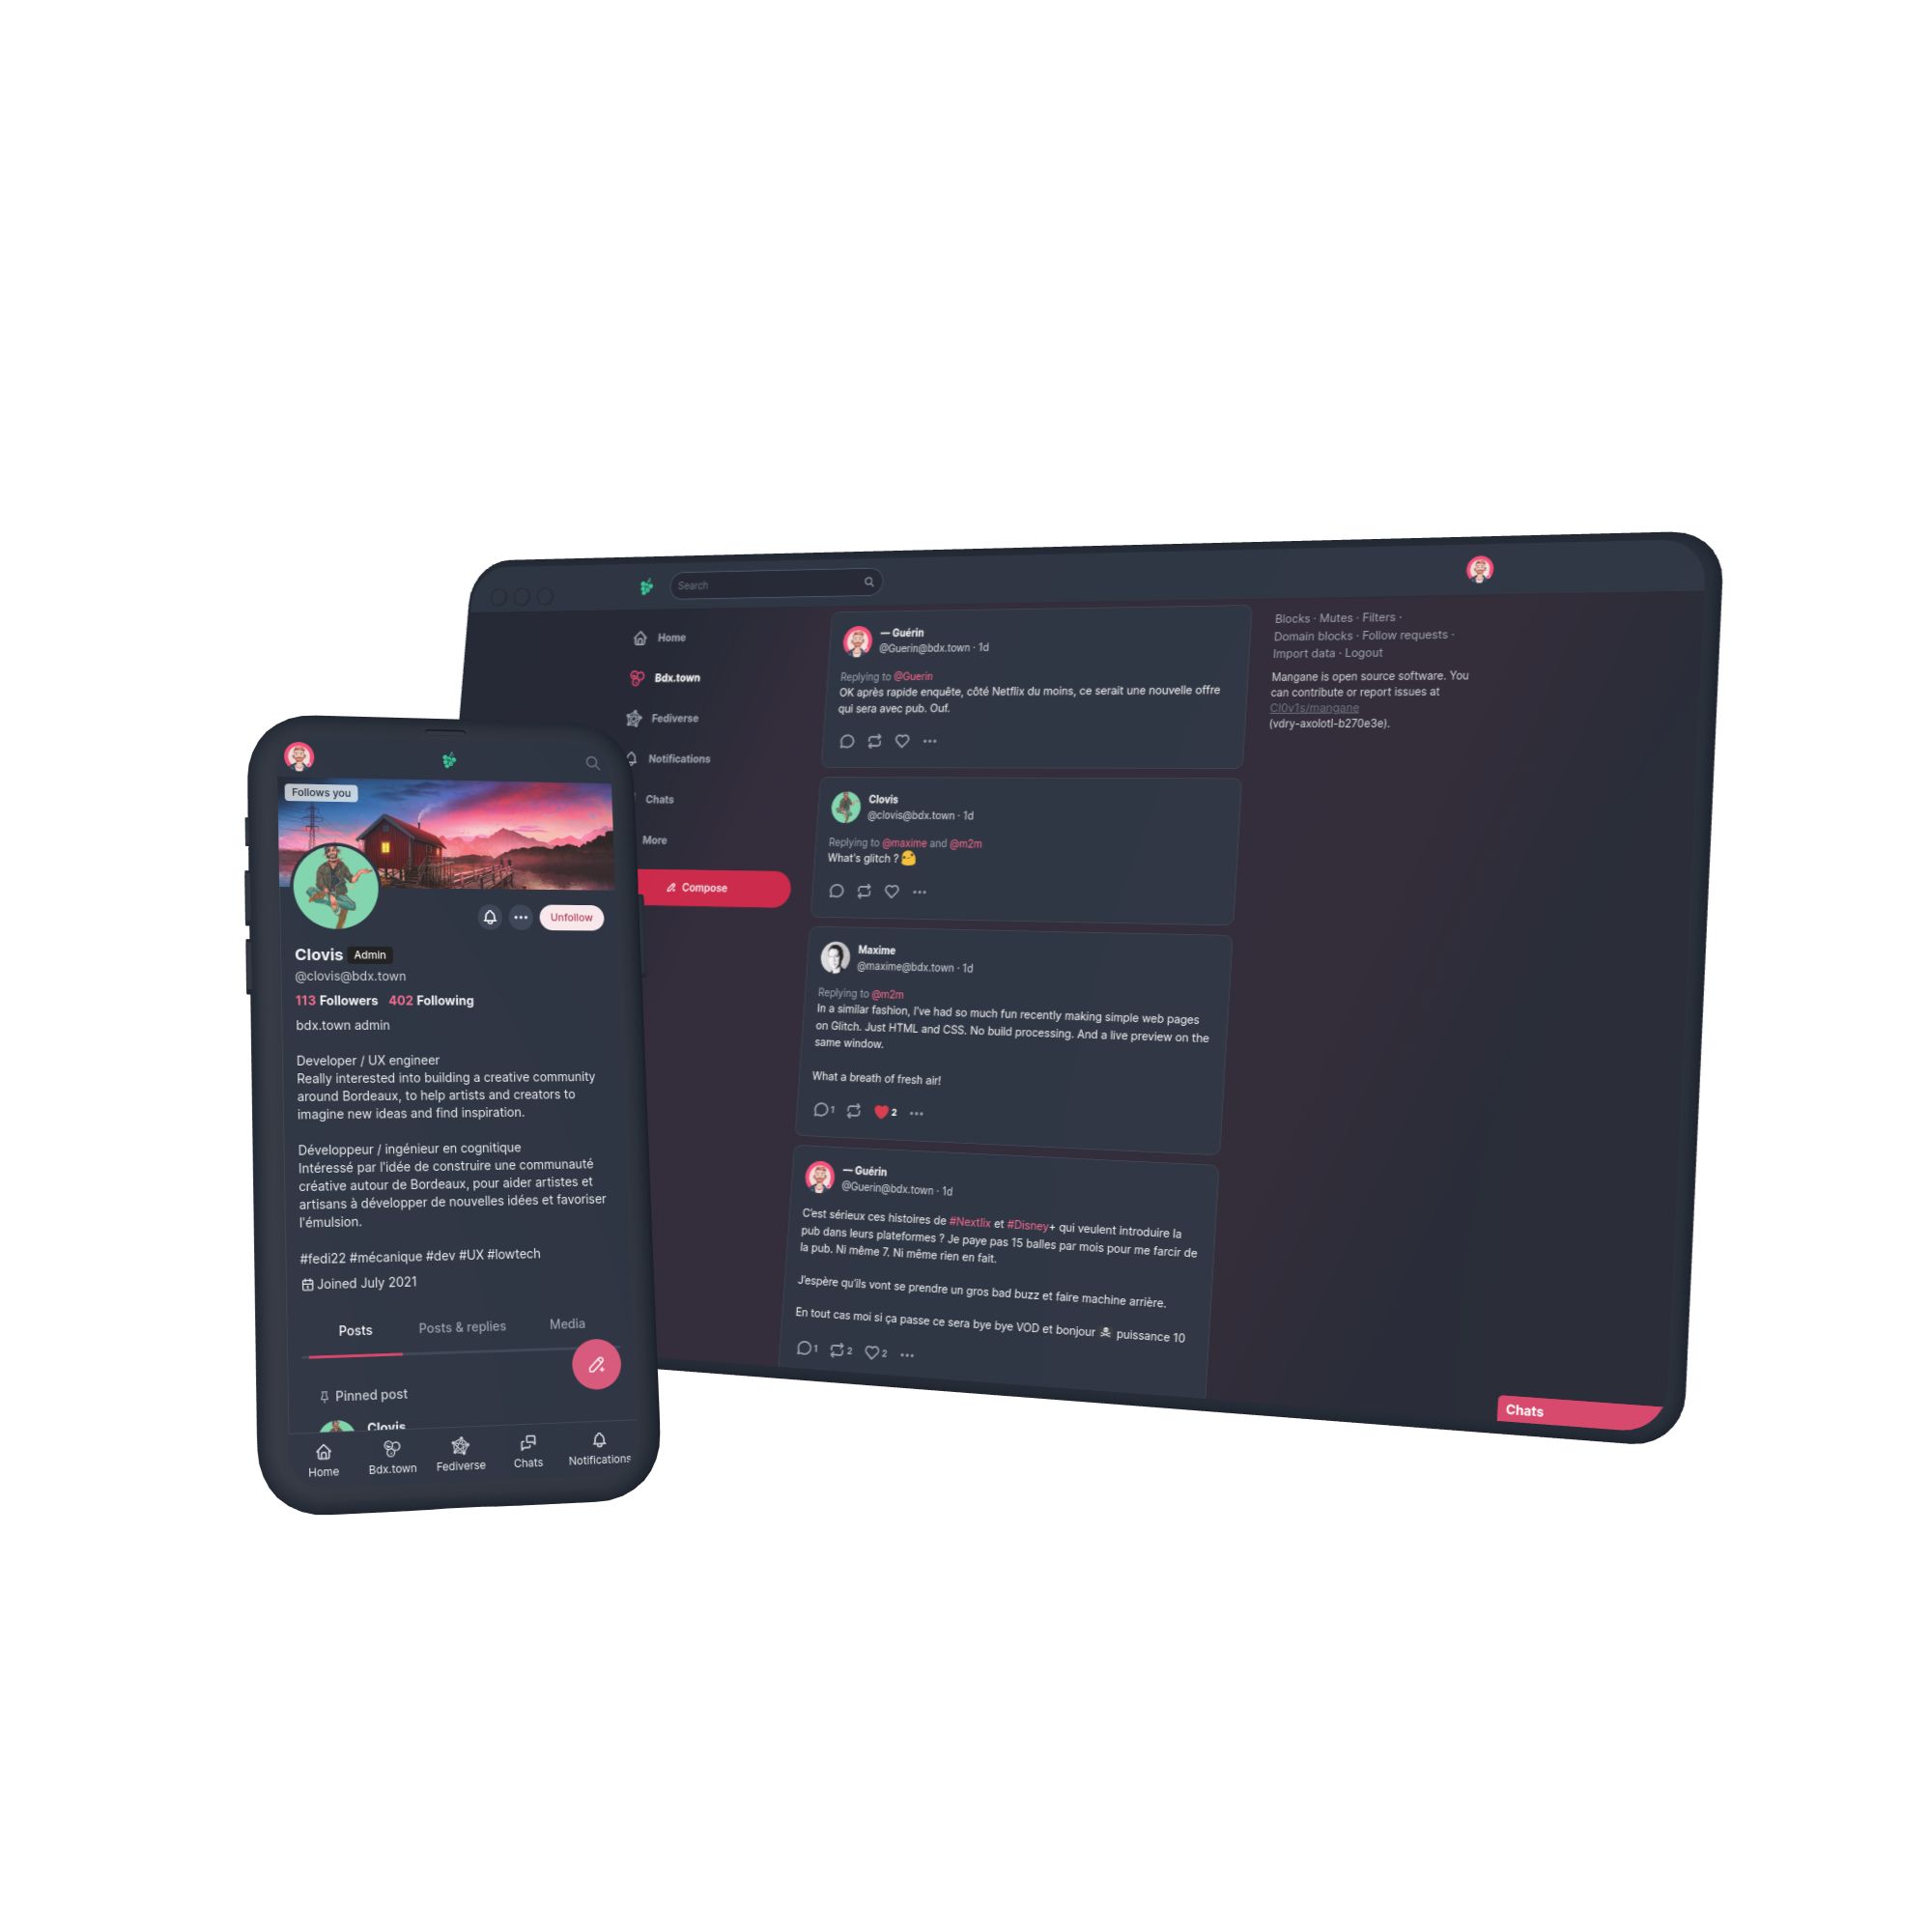 Follows you
Unfollow
Clovis Admin
@clovis@bdx.town
113 Followers 402 Following
bdx.town admin
Developer / UX engineer
Really interested into building a creative community
around Bordeaux, to help artists and creators to
imagine new ideas and find inspiration.
Développeur / ingénieur en cognitique
Intéressé par l'idée de construire une communauté
créative autour de Bordeaux, pour aider artistes et
artisans à développer de nouvelles idées et favoriser
l'émulsion.
#fedi22 #mécanique #dev #UX #lowtech
Joined July 2021
Posts Posts & replies Media
Pinned post
Clovis
Home Bdx.town Fediverse Chats Notifications
Search
Home
Bdx.town
Fediverse
Notifications
Chats
More
Compose
— Guérin
@Guerin@bdx.town · 1d
Replying to @Guerin
OK après rapide enquête, côté Netflix du moins, ce serait une nouvelle offre
qui sera avec pub. Ouf.
Clovis
@clovis@bdx.town · 1d
Replying to @maxime and @m2m
What's glitch ? 
Maxime
@maxime@bdx.town · 1d
Replying to @m2m
In a similar fashion, I've had so much fun recently making simple web pages
on Glitch. Just HTML and CSS. No build processing. And a live preview on the
same window.
What a breath of fresh air!
1 2
— Guérin
@Guerin@bdx.town · 1d
C'est sérieux ces histoires de #Nextlix et #Disney+ qui veulent introduire la
pub dans leurs plateformes ? Je paye pas 15 balles par mois pour me farcir de
la pub. Ni même 7. Ni même rien en fait.
J'espère qu'ils vont se prendre un gros bad buzz et faire machine arrière.
En tout cas moi si ça passe ce sera bye bye VOD et bonjour ☠ puissance 10
1 2 2
Blocks · Mutes · Filters ·
Domain blocks · Follow requests ·
Import data · Logout
Mangane is open source software. You
can contribute or report issues at
Cl0v1s/mangane
(vdry-axolotl-b270e3e).
Chats